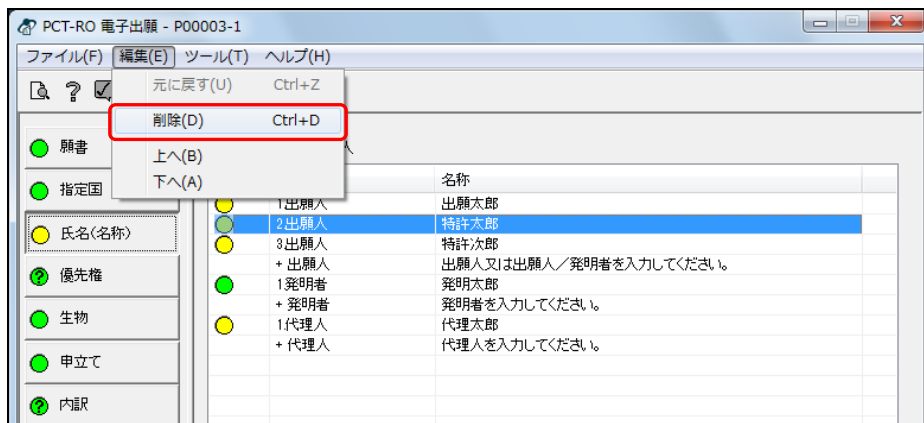 PCT-RO 電子出願 - P00003-1
ファイル(F) 編集(E) ツール(T) ヘルプ(H)
元に戻す(U) Ctrl+Z
削除(D) Ctrl+D
上へ(B)
下へ(A)
願書
指定国
氏名(名称)
優先権
生物
申立て
内訳
人
名称
1出願人 出願太郎
2出願人 特許太郎
3出願人 特許次郎
+ 出願人 出願人又は出願人／発明者を入力してください。
1発明者 発明太郎
+ 発明者 発明者を入力してください。
1代理人 代理太郎
+ 代理人 代理人を入力してください。